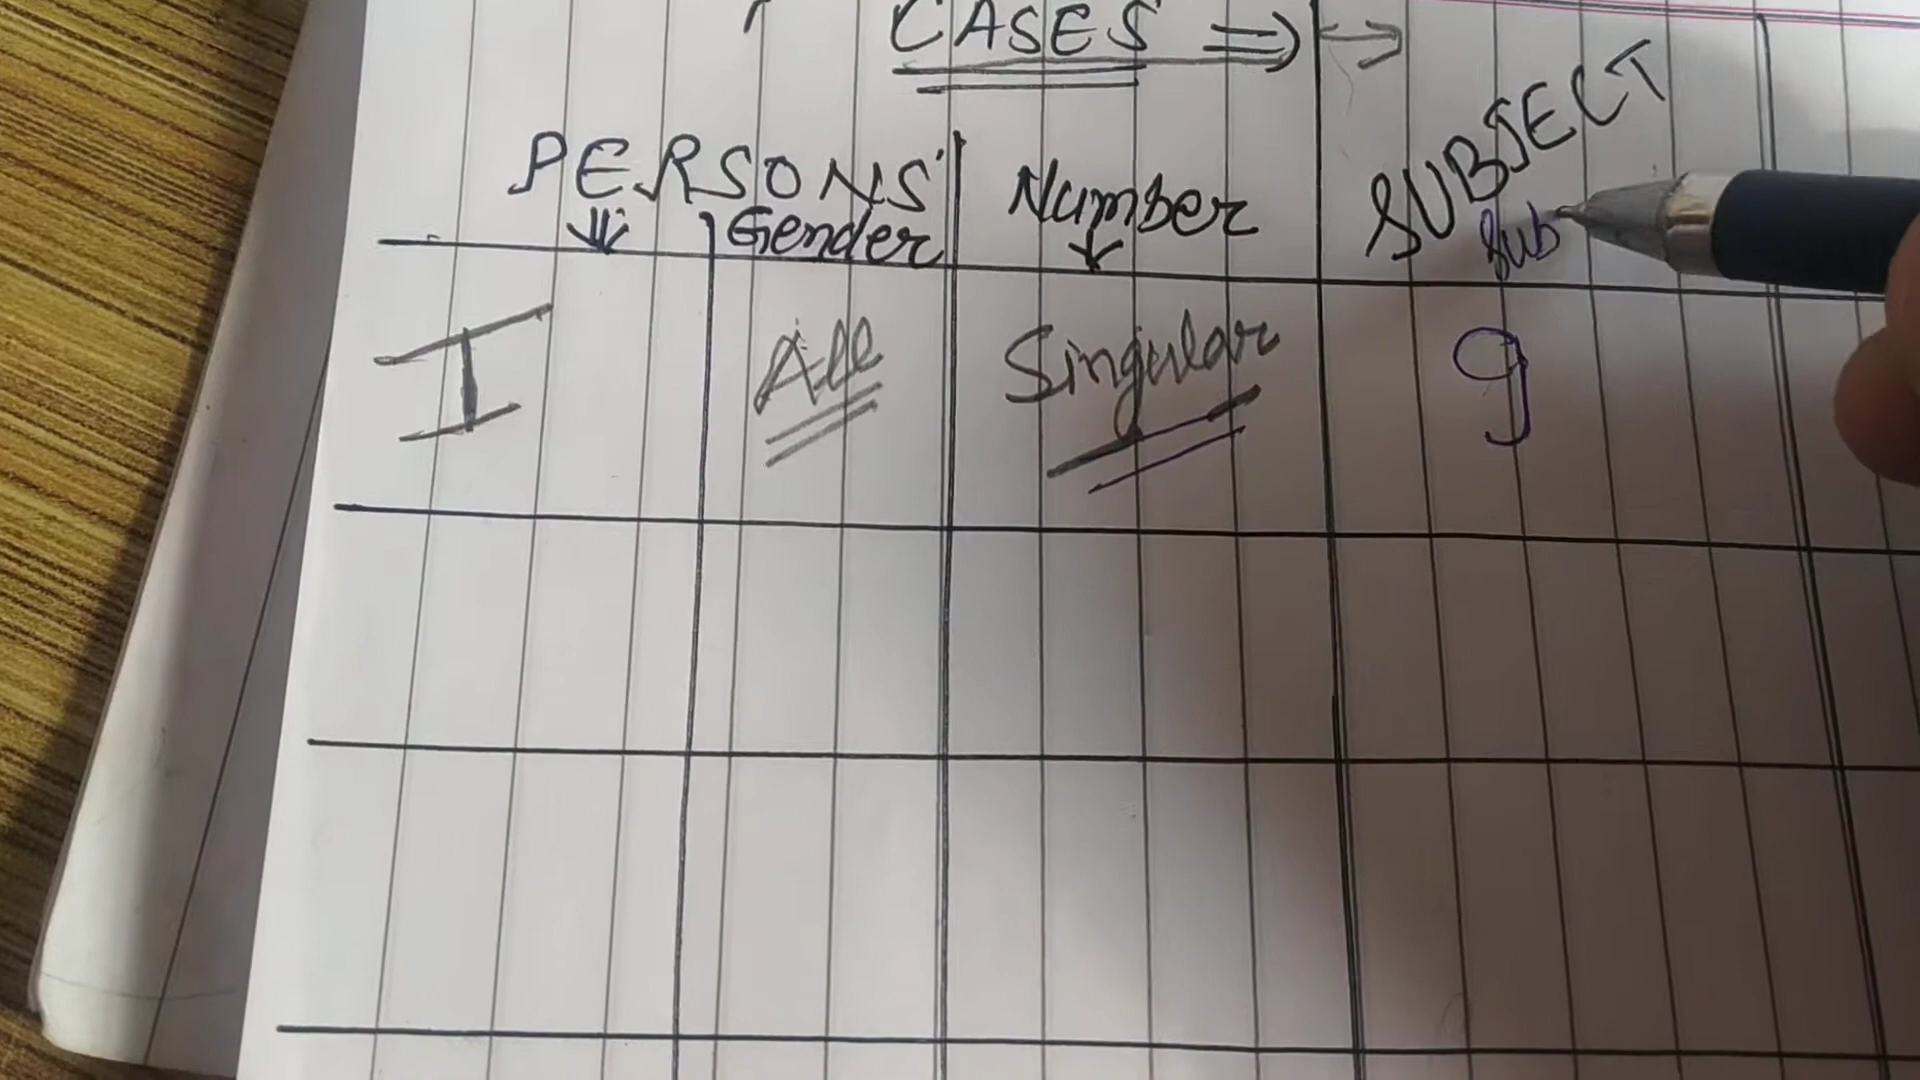 CASES ⇒ →
PERSONS Number SUBJECT
Gender Sub
I All Singular I